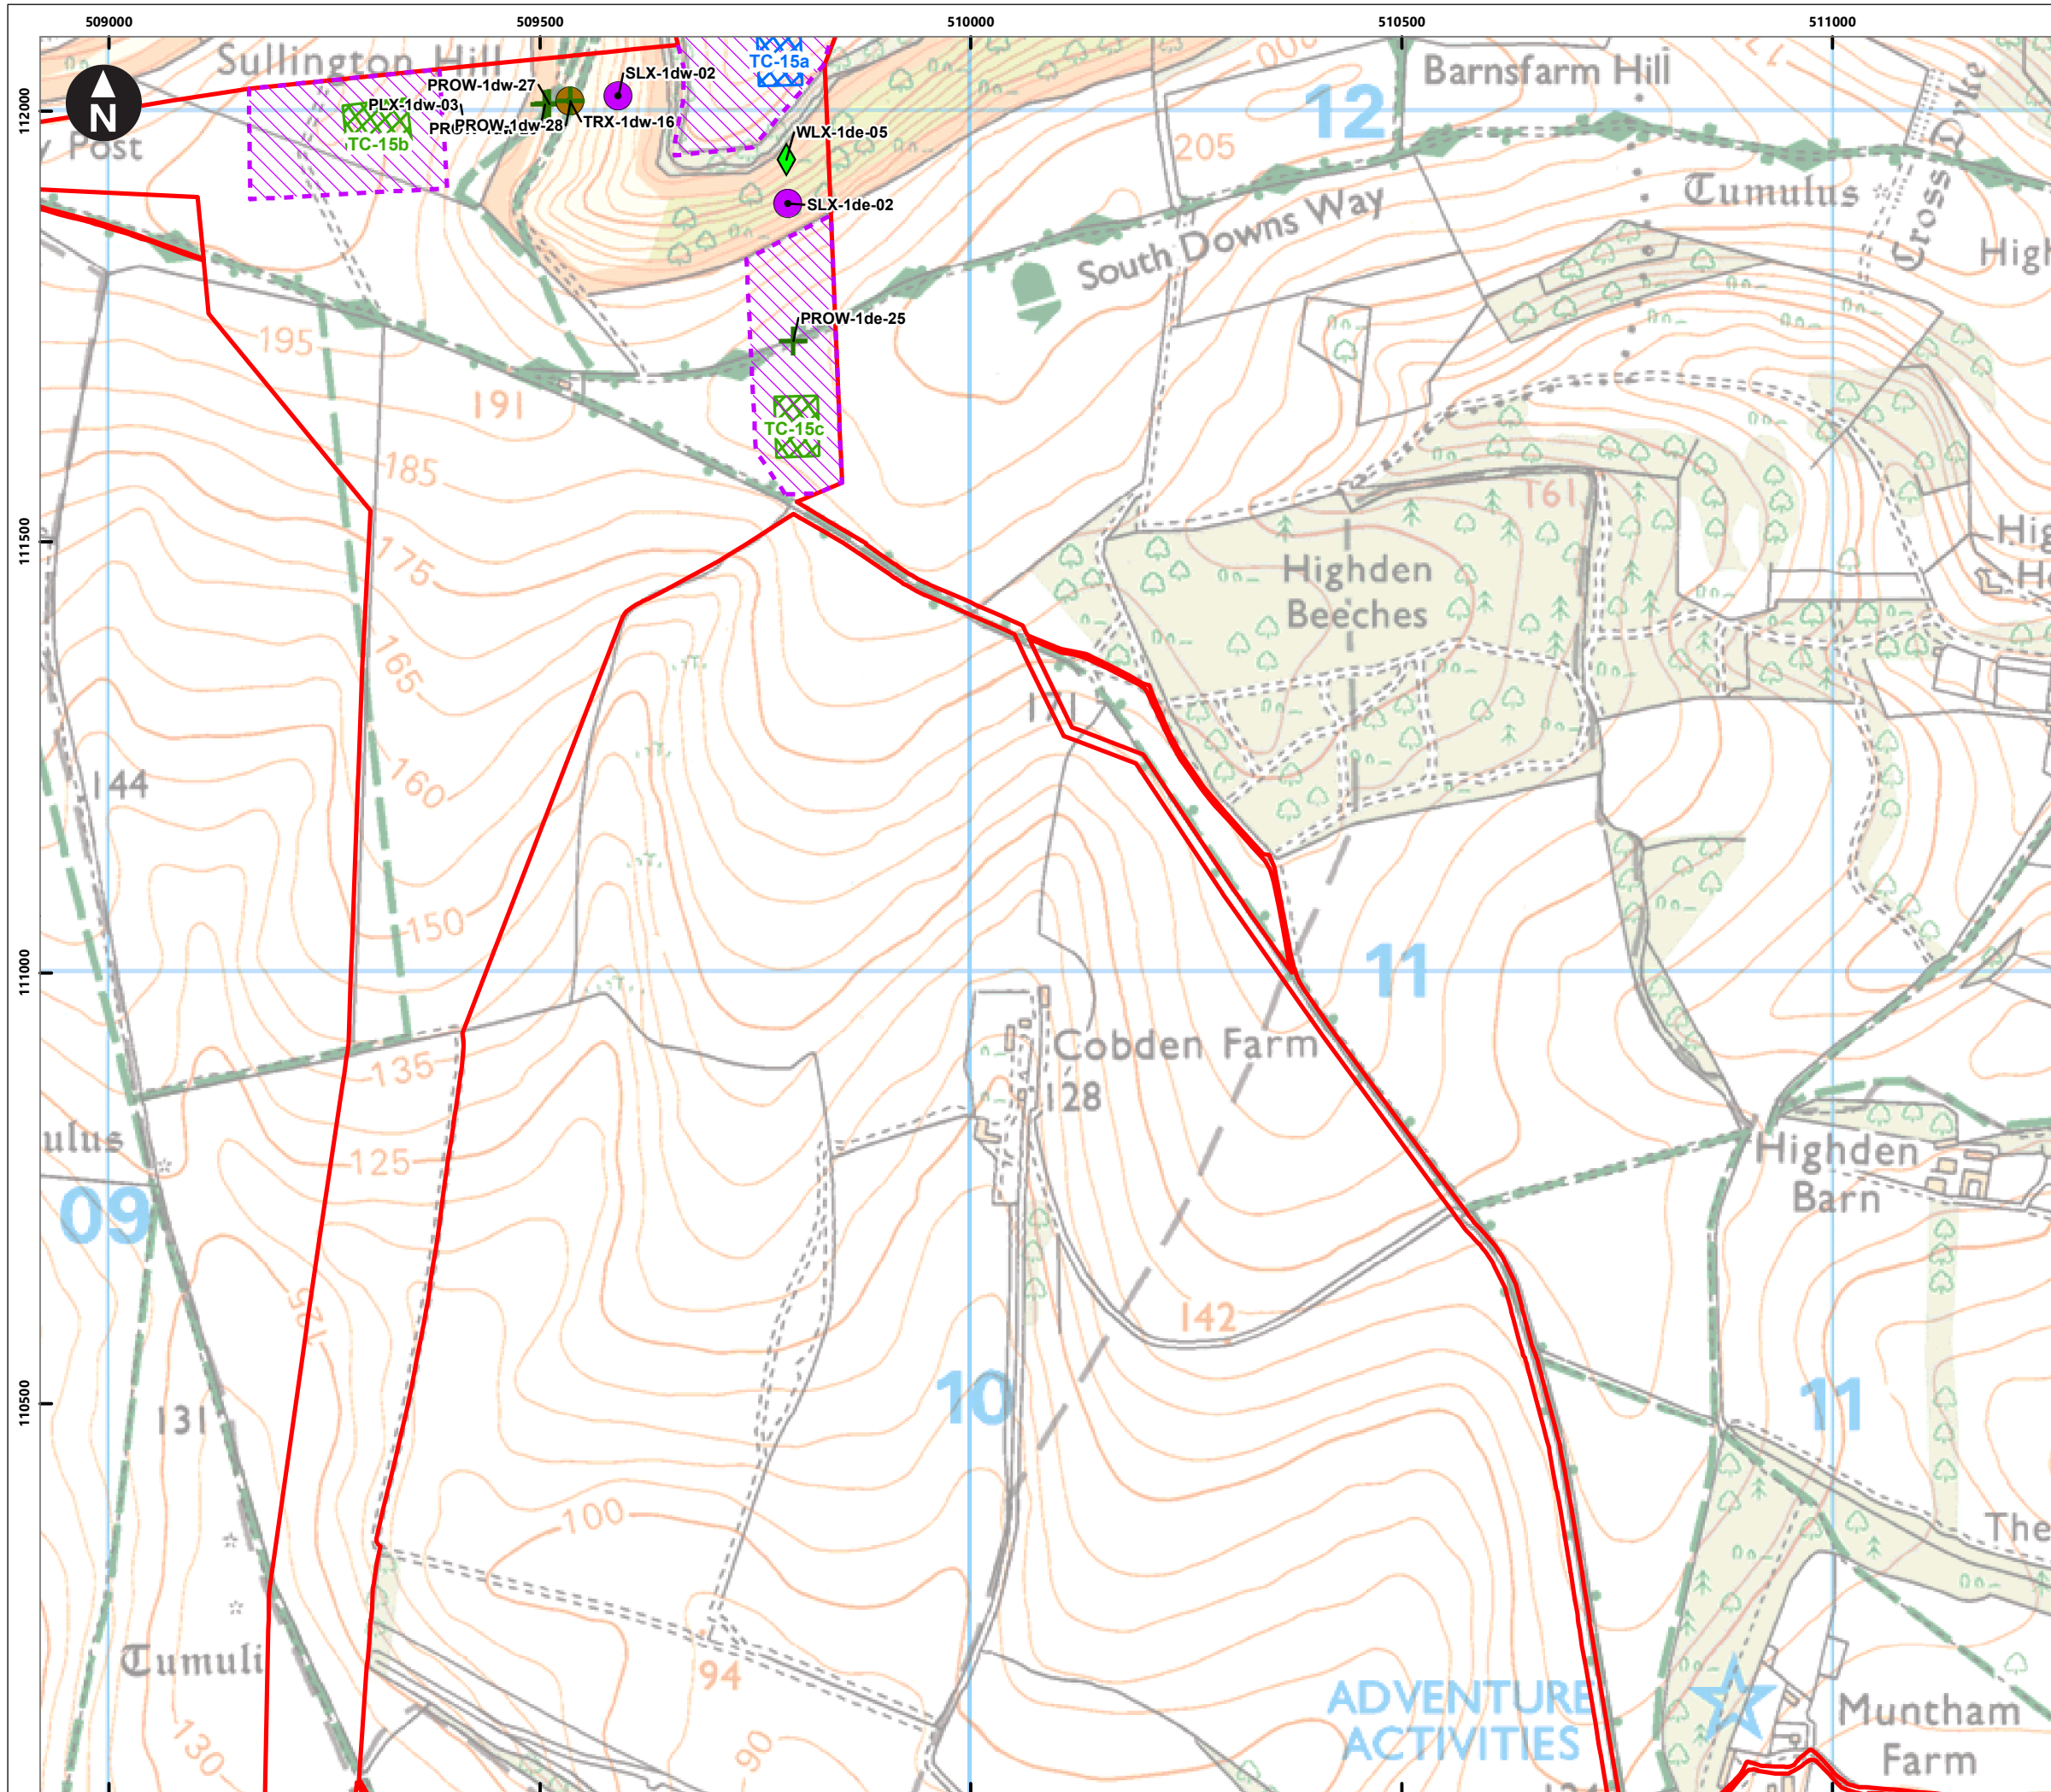 509000
509500
510000
510500
511000
112000
111500
111000
110500
N
Sullington Hill
TC-15a
Barnsfarm Hill
PROW-1dw-27
SLX-1dw-02
PLX-1dw-03
PROW-1dw-28
TRX-1dw-16
TC-15b
Post
12
WLX-1de-05
205
SLX-1de-02
Tumulus
Cross Dyke
South Downs Way
195
PROW-1de-25
191
TC-15c
185
175
Highden
Beeches
165
171
160
144
150
11
Cobden Farm
135
128
125
Highden
Barn
09
125
142
10
11
131
100
The
Tumuli
94
ADVENTURE
ACTIVITIES
Muntham
Farm
130
90